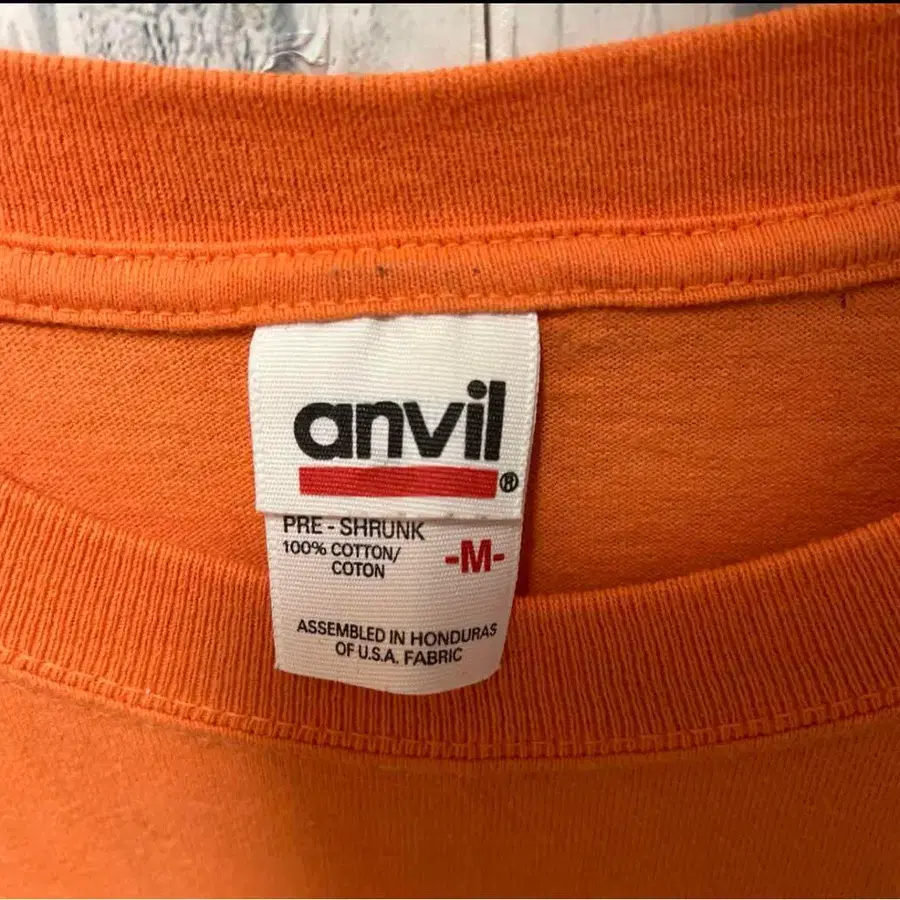 anvil®
PRE - SHRUNK
100% COTTON/
COTON
-M-
ASSEMBLED IN HONDURAS
OF U.S.A. FABRIC